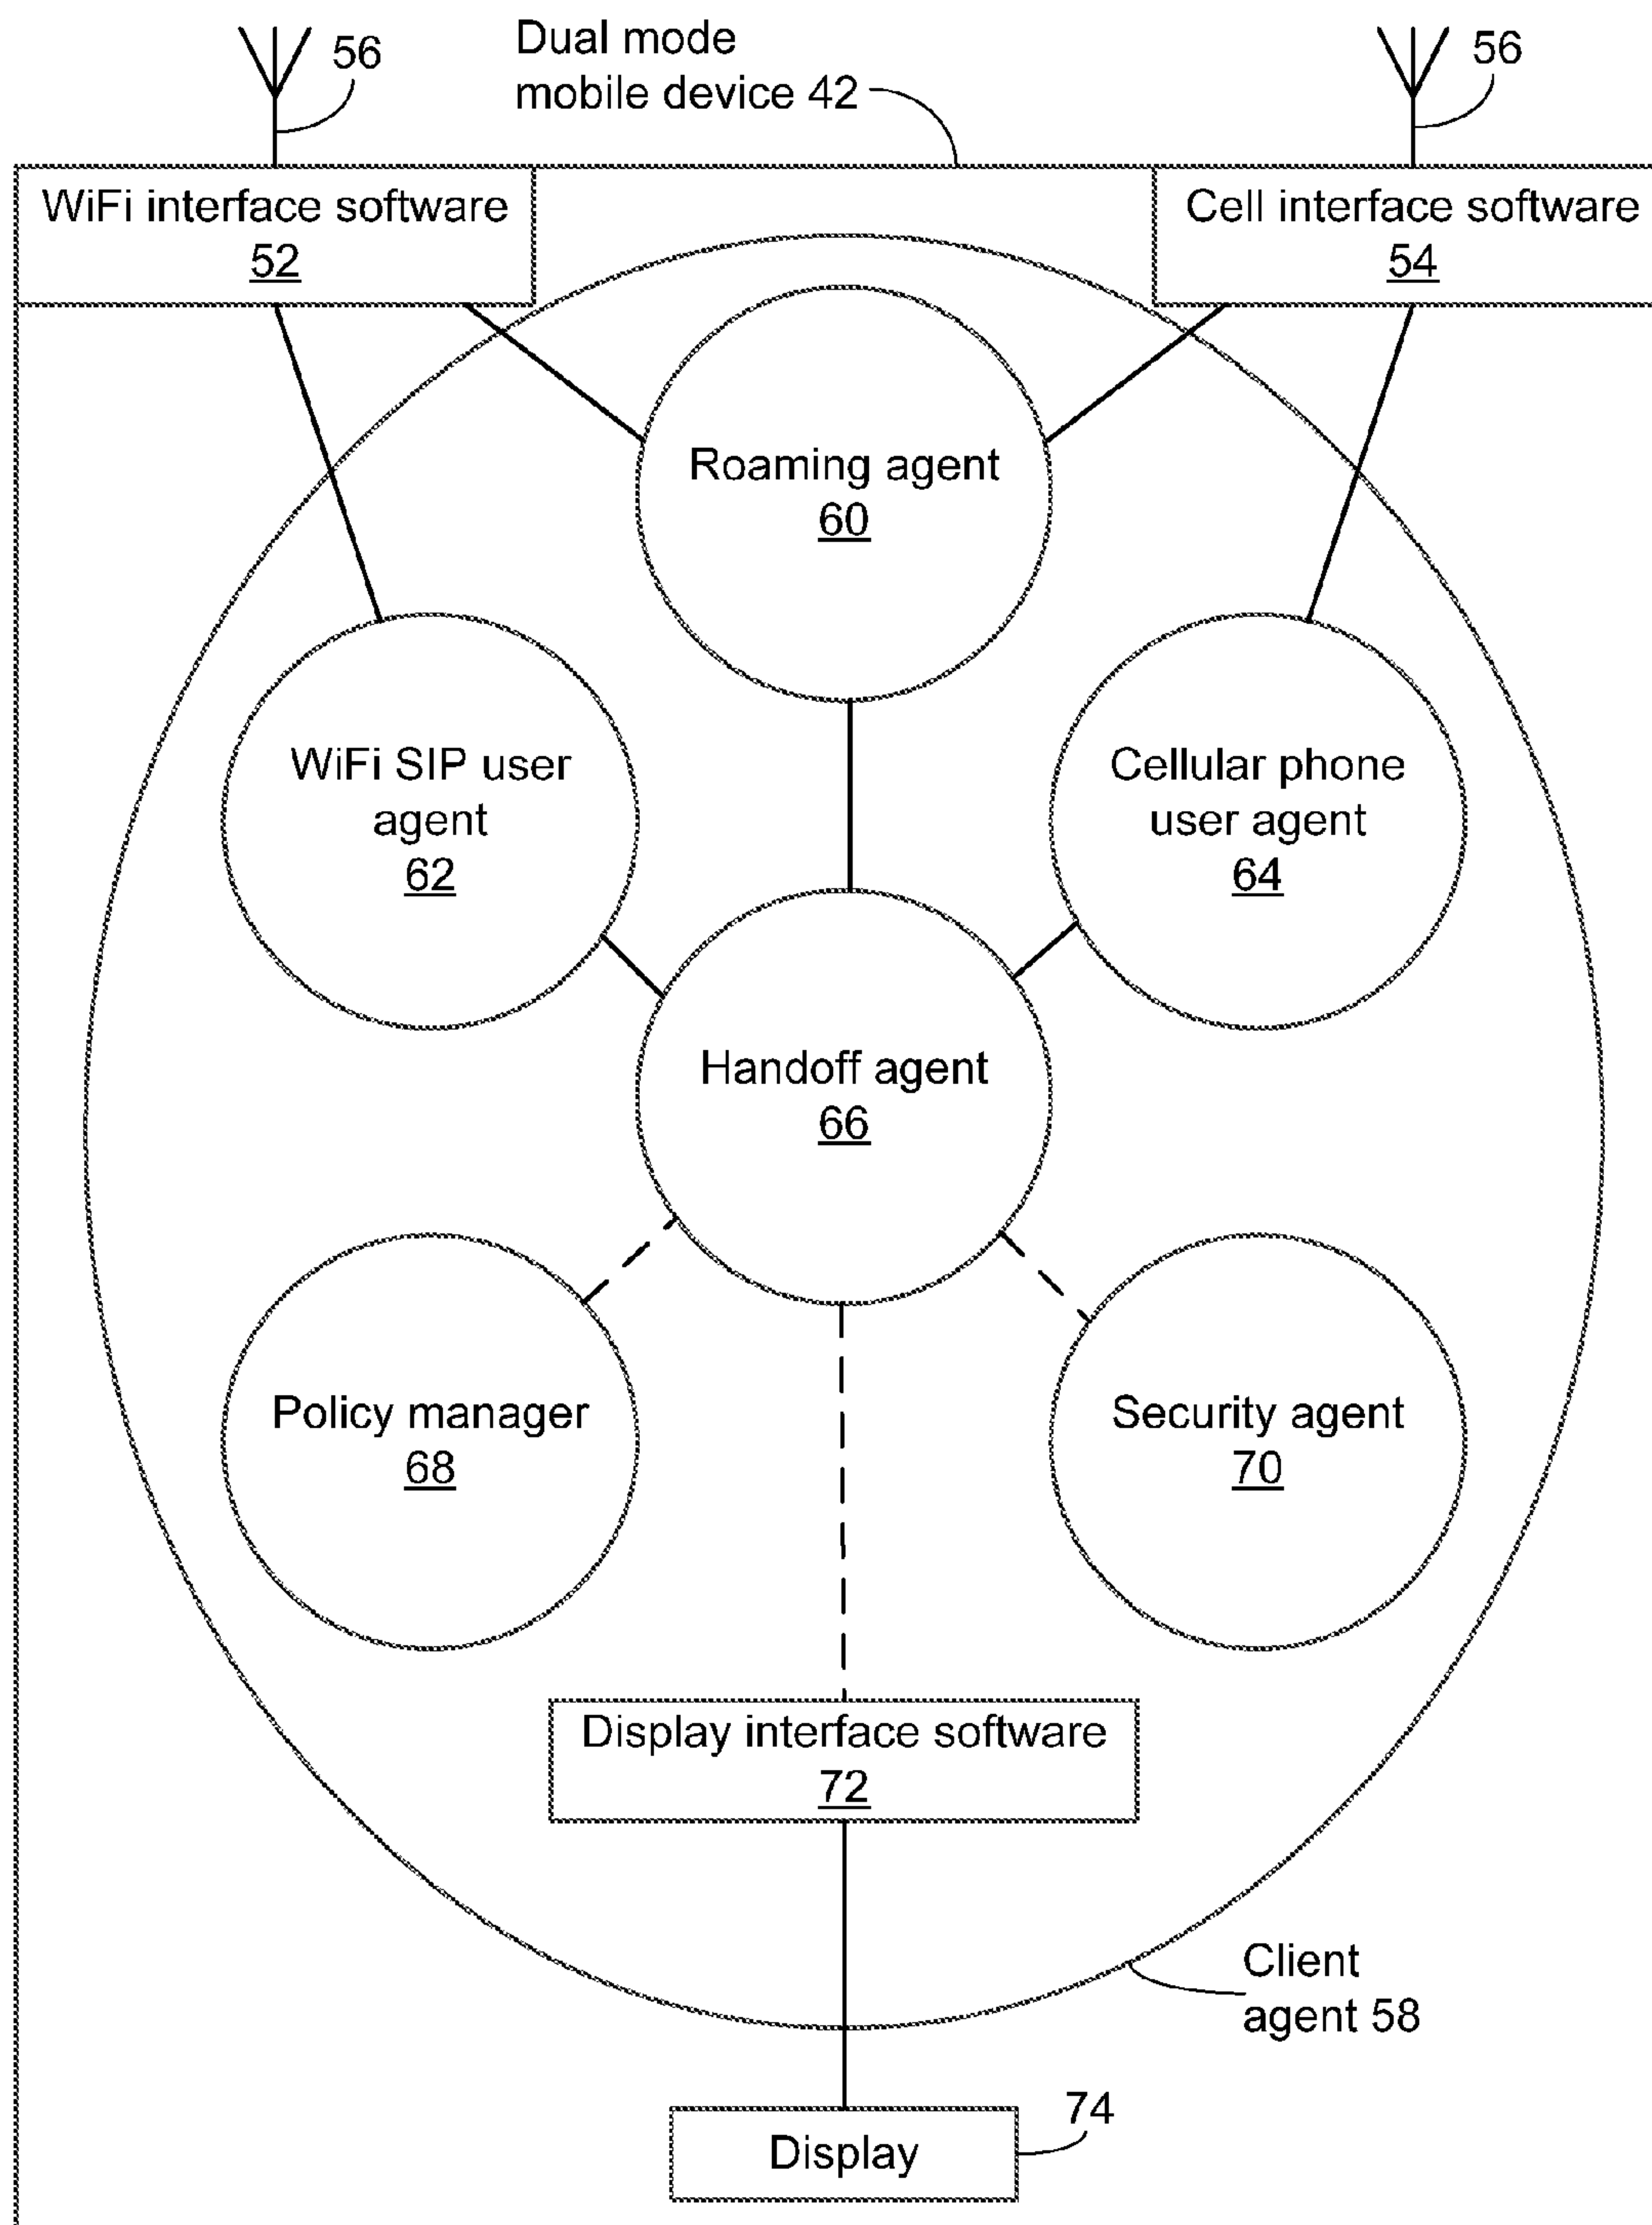 56
Dual mode
mobile device 42
56
WiFi interface software
52
Cell interface software
54
Roaming agent
60
WiFi SIP user
agent
62
Cellular phone
user agent
64
Handoff agent
66
Policy manager
68
Security agent
70
Display interface software
72
Client
agent 58
74
Display